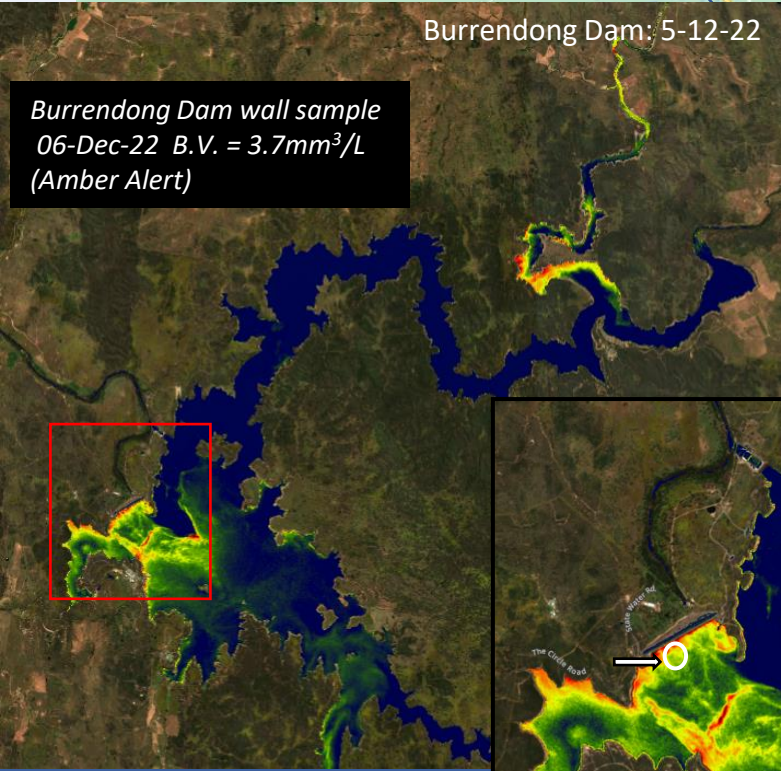 Burrendong Dam: 5-12-22
Burrendong Dam wall sample
06-Dec-22 B.V. = 3.7mm³/L
(Amber Alert)
State Water Rd
The Circle Road